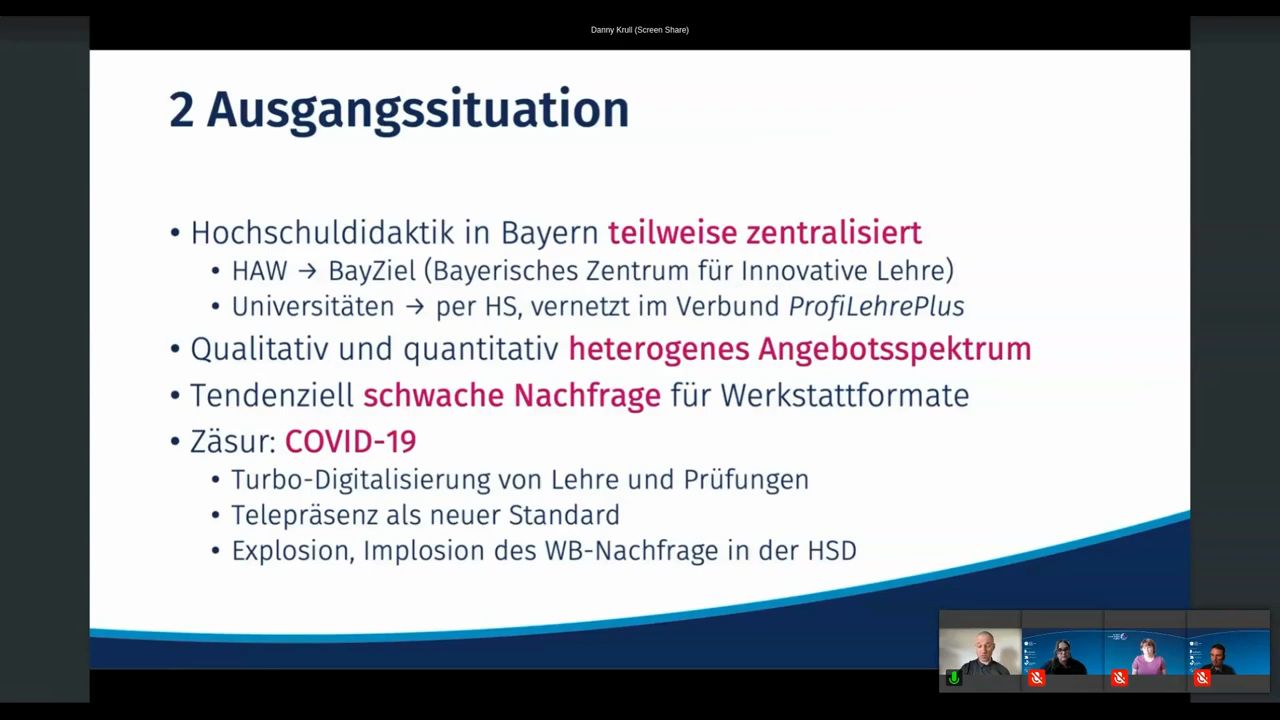 Danny Krull (Screen Share)
2 Ausgangssituation
• Hochschuldidaktik in Bayern teilweise zentralisiert
• HAW → BayZiel (Bayerisches Zentrum für Innovative Lehre)
• Universitäten → per HS, vernetzt im Verbund ProfiLehrePlus
• Qualitativ und quantitativ heterogenes Angebotsspektrum
• Tendenziell schwache Nachfrage für Werkstattformate
• Zäsur: COVID-19
• Turbo-Digitalisierung von Lehre und Prüfungen
• Telepräsenz als neuer Standard
• Explosion, Implosion des WB-Nachfrage in der HSD